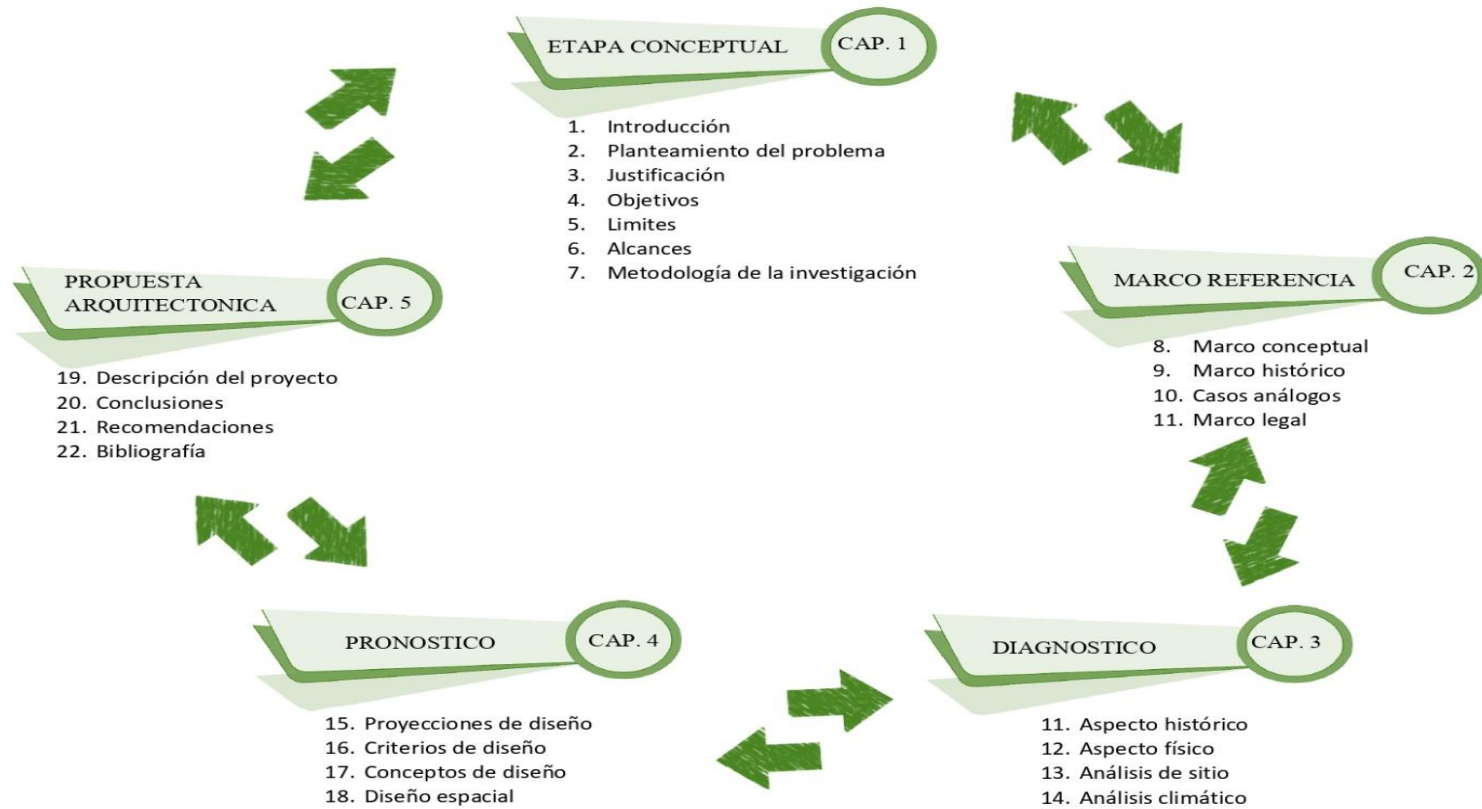 ETAPA CONCEPTUAL
CAP. 1
1. Introducción
2. Planteamiento del problema
3. Justificación
4. Objetivos
5. Limites
6. Alcances
7. Metodología de la investigación
MARCO REFERENCIA
CAP. 2
8. Marco conceptual
9. Marco histórico
10. Casos análogos
11. Marco legal
DIAGNOSTICO
CAP. 3
11. Aspecto histórico
12. Aspecto físico
13. Análisis de sitio
14. Análisis climático
PRONOSTICO
CAP. 4
15. Proyecciones de diseño
16. Criterios de diseño
17. Conceptos de diseño
18. Diseño espacial
PROPUESTA
ARQUITECTONICA
CAP. 5
19. Descripción del proyecto
20. Conclusiones
21. Recomendaciones
22. Bibliografía